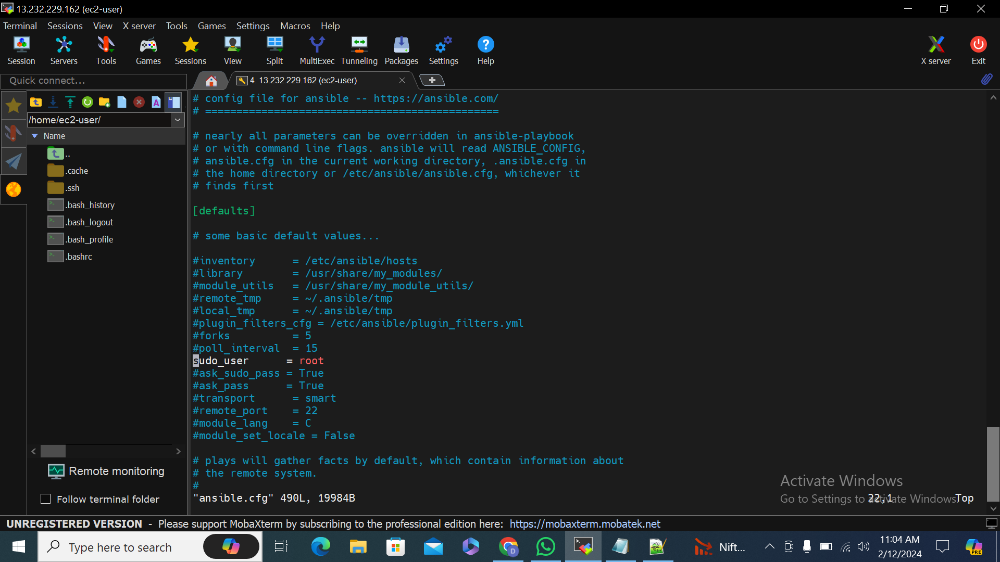 13.232.229.162 (ec2-user)
Terminal Sessions View X server Tools Games Settings Macros Help
Session Servers Tools Games Sessions View Split MultiExec Tunneling Packages Settings Help X server Exit
Quick connect...
4. 13.232.229.162 (ec2-user)
/home/ec2-user/
Name
..
.cache
.ssh
.bash_history
.bash_logout
.bash_profile
.bashrc
Remote monitoring
Follow terminal folder
# config file for ansible -- https://ansible.com/
# ===============================================
# nearly all parameters can be overridden in ansible-playbook
# or with command line flags. ansible will read ANSIBLE_CONFIG,
# ansible.cfg in the current working directory, .ansible.cfg in
# the home directory or /etc/ansible/ansible.cfg, whichever it
# finds first
[defaults]
# some basic default values...
#inventory      = /etc/ansible/hosts
#library        = /usr/share/my_modules/
#module_utils   = /usr/share/my_module_utils/
#remote_tmp     = ~/.ansible/tmp
#local_tmp      = ~/.ansible/tmp
#plugin_filters_cfg = /etc/ansible/plugin_filters.yml
#forks          = 5
#poll_interval  = 15
sudo_user      = root
#ask_sudo_pass = True
#ask_pass      = True
#transport      = smart
#remote_port    = 22
#module_lang    = C
#module_set_locale = False
# plays will gather facts by default, which contain information about
# the remote system.
#
"ansible.cfg" 490L, 19984B
22,1
Top
Activate Windows
Go to Settings to activate Windows.
UNREGISTERED VERSION - Please support MobaXterm by subscribing to the professional edition here: https://mobaxterm.mobatek.net
Type here to search
D
Nift...
11:04 AM
2/12/2024
PRE